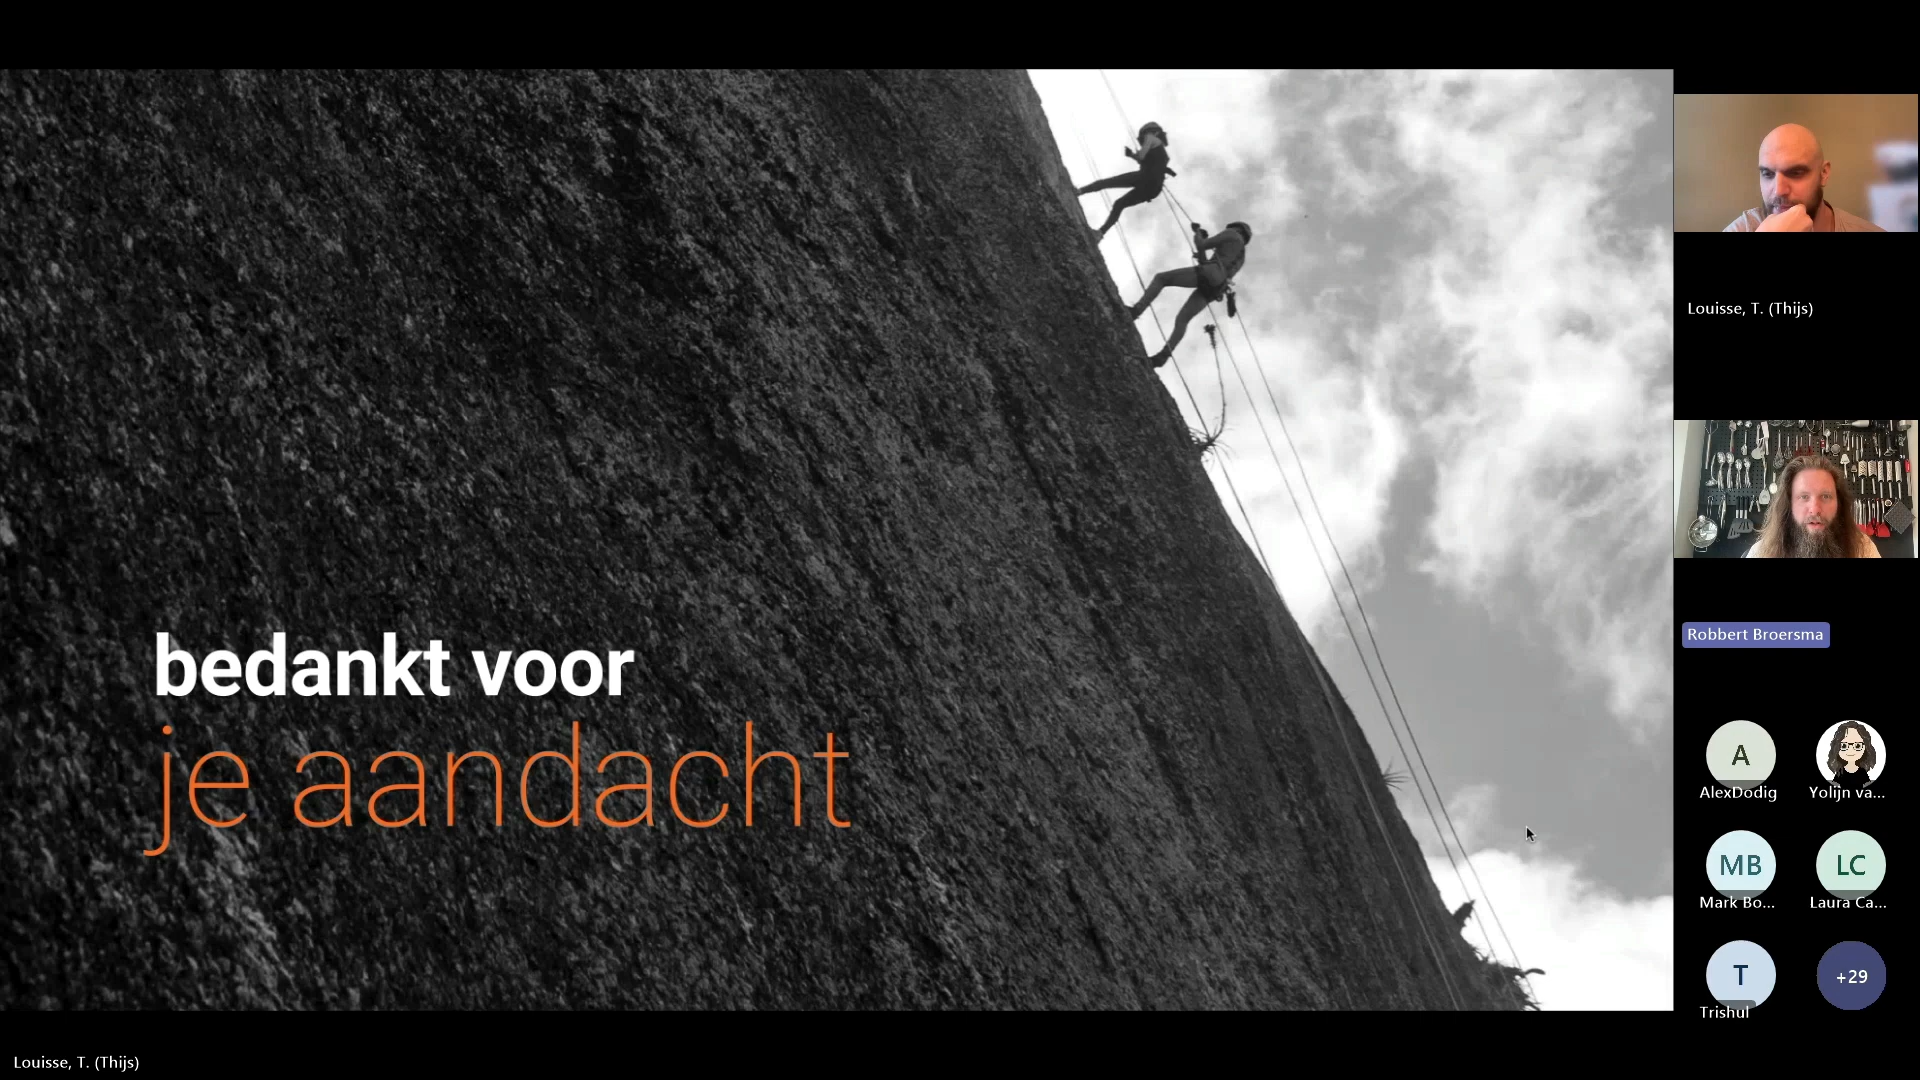 bedankt voor
je aandacht
Louisse, T. (Thijs)
Robbert Broersma
A
AlexDodig
Yolijn va...
MB
Mark Bo...
LC
Laura Ca...
T
Trishul
+29
Louisse, T. (Thijs)